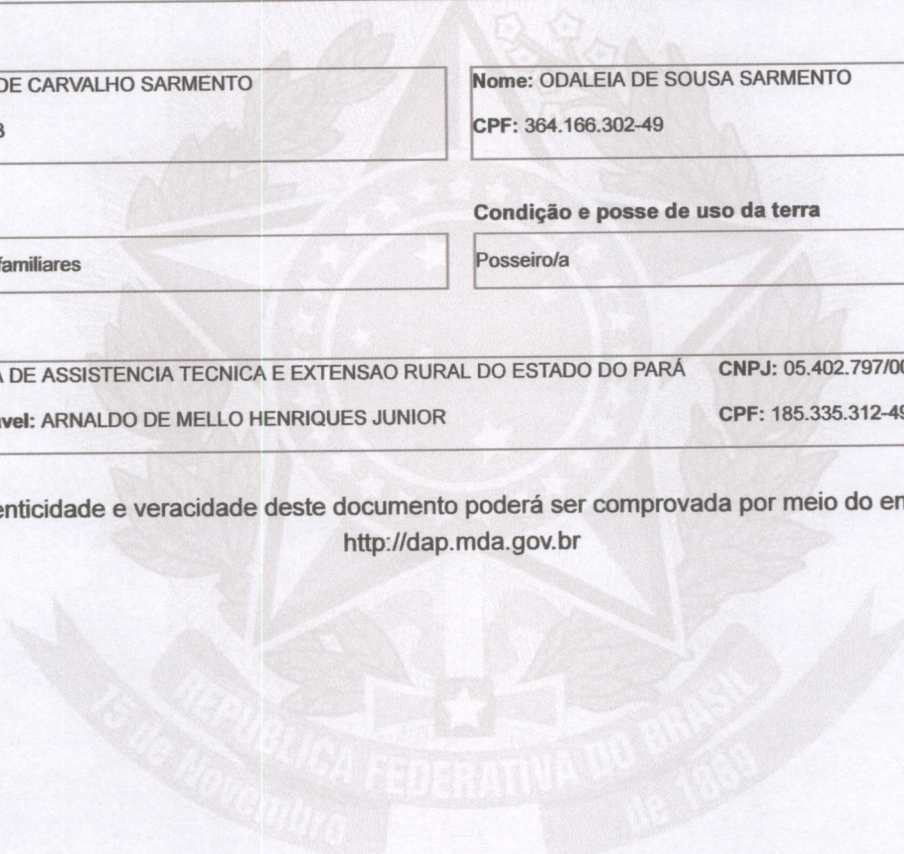 DE CARVALHO SARMENTO
Nome: ODALEIA DE SOUSA SARMENTO
CPF: 364.166.302-49
Condição e posse de uso da terra
familiares
Posseiro/a
A DE ASSISTENCIA TECNICA E EXTENSAO RURAL DO ESTADO DO PARÁ CNPJ: 05.402.797/00
vel: ARNALDO DE MELLO HENRIQUES JUNIOR CPF: 185.335.312-49
enticidade e veracidade deste documento poderá ser comprovada por meio do en
http://dap.mda.gov.br
REPÚBLICA FEDERATIVA DO BRASIL
15 de Novembro de 1889